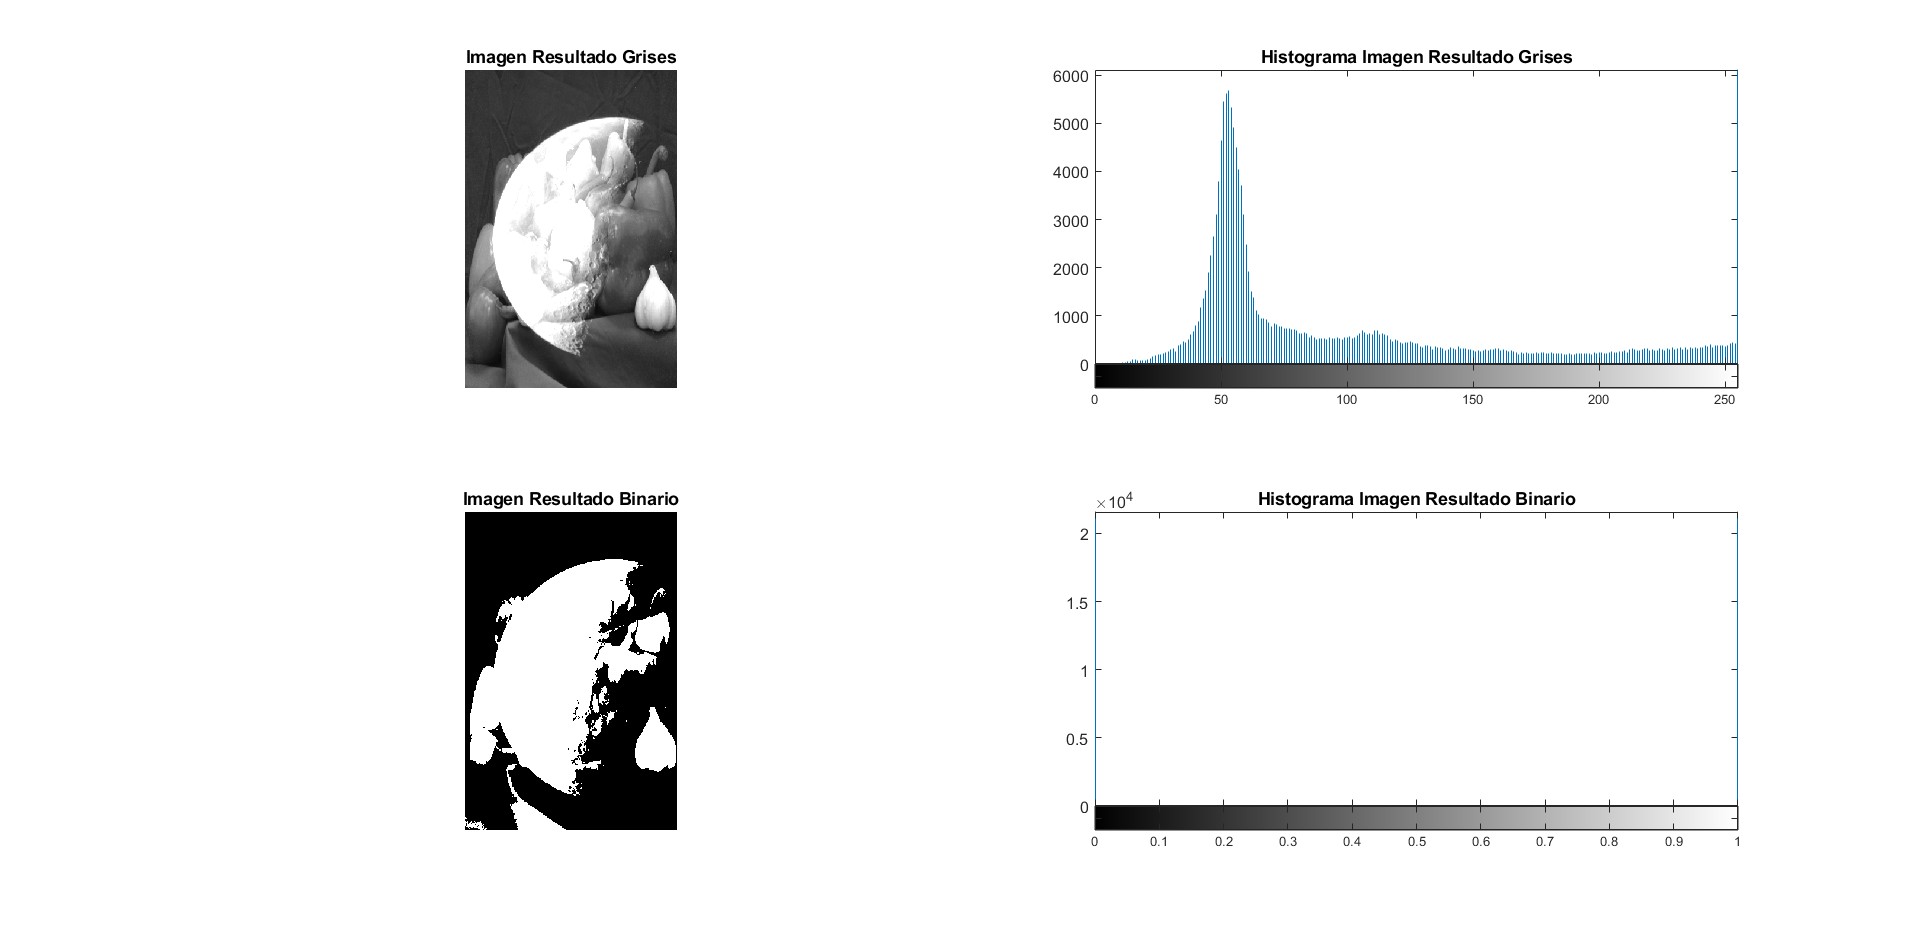 Imagen Resultado Grises
Histograma Imagen Resultado Grises
6000
5000
4000
3000
2000
1000
0
0 50 100 150 200 250
Imagen Resultado Binario
Histograma Imagen Resultado Binario
×10⁴
2
1.5
1
0.5
0
0 0.1 0.2 0.3 0.4 0.5 0.6 0.7 0.8 0.9 1